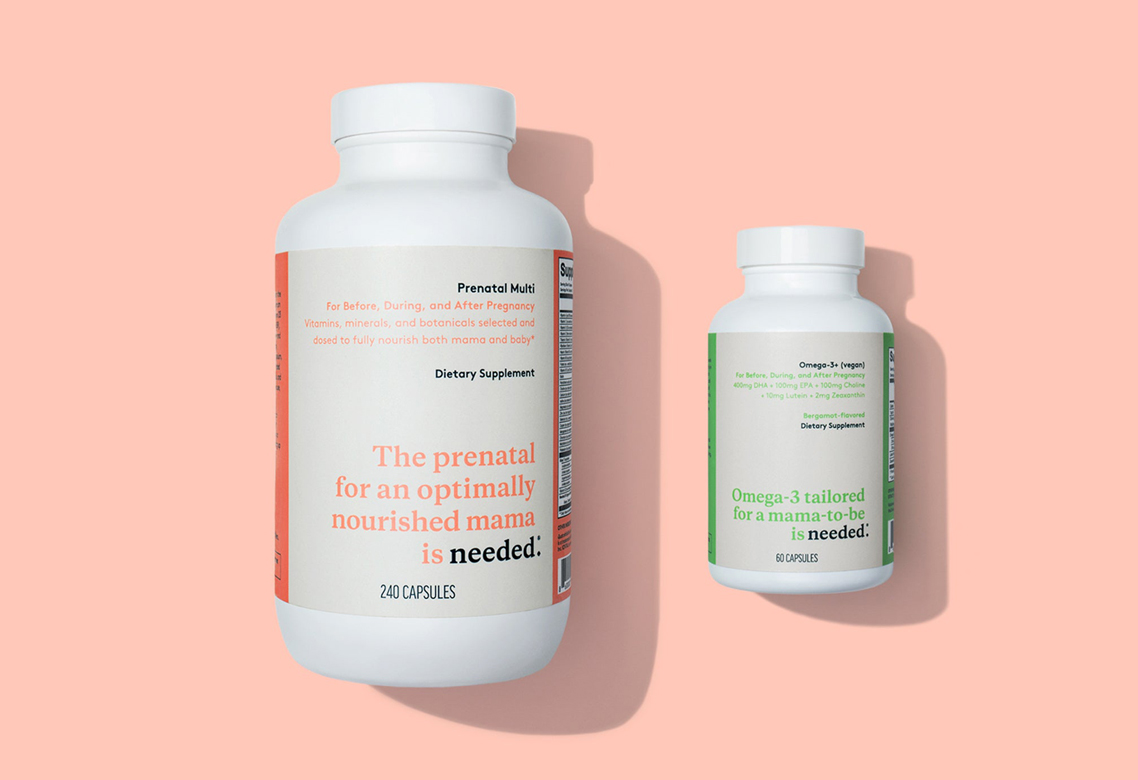 Prenatal Multi
For Before, During, and After Pregnancy
Vitamins, minerals, and botanicals selected and
dosed to fully nourish both mama and baby*
Dietary Supplement
The prenatal
for an optimally
nourished mama
is needed.*
240 CAPSULES
Supp
Omega-3+ (vegan)
For Before, During, and After Pregnancy
400mg DHA + 100mg EPA + 100mg Choline
+ 10mg Lutein + 2mg Zeaxanthin
Bergamot-flavored
Dietary Supplement
Omega-3 tailored
for a mama-to-be
is needed.*
60 CAPSULES